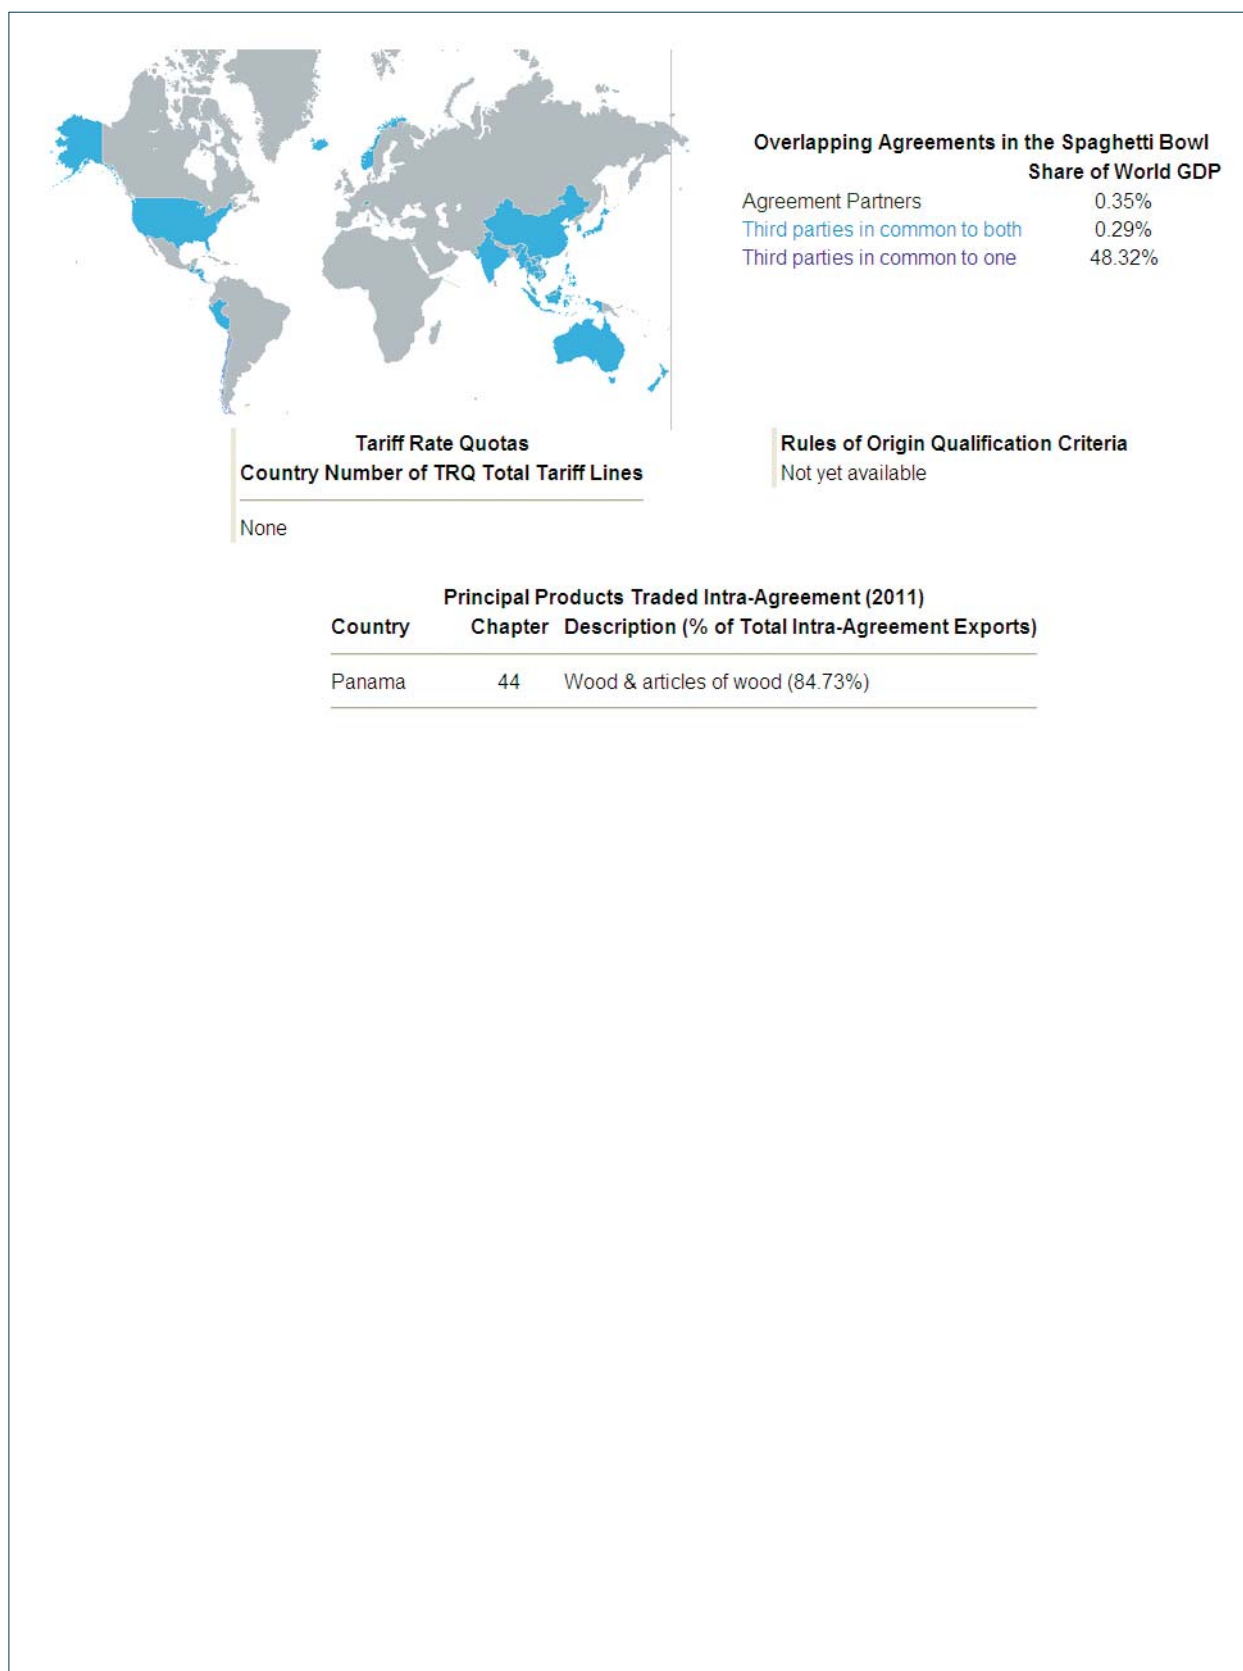 Overlapping Agreements in the Spaghetti Bowl
Share of World GDP
Agreement Partners 0.35%
Third parties in common to both 0.29%
Third parties in common to one 48.32%
Tariff Rate Quotas
Country Number of TRQ Total Tariff Lines
None
Rules of Origin Qualification Criteria
Not yet available
Principal Products Traded Intra-Agreement (2011)
Country Chapter Description (% of Total Intra-Agreement Exports)
Panama 44 Wood & articles of wood (84.73%)